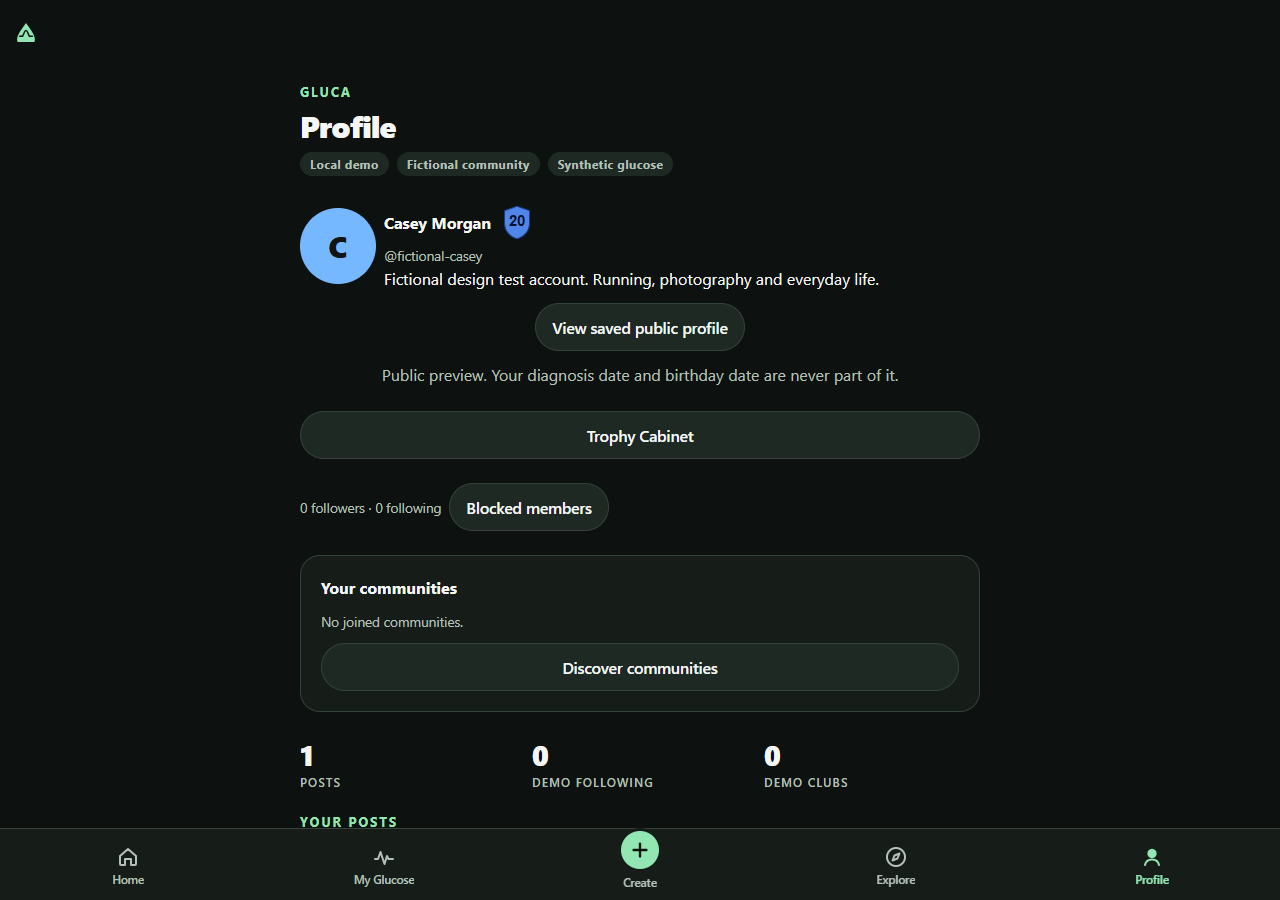 GLUCA
Profile
Local demo Fictional community Synthetic glucose
C
Casey Morgan 20
@fictional-casey
Fictional design test account. Running, photography and everyday life.
View saved public profile
Public preview. Your diagnosis date and birthday date are never part of it.
Trophy Cabinet
0 followers · 0 following Blocked members
Your communities
No joined communities.
Discover communities
1 0 0
POSTS DEMO FOLLOWING DEMO CLUBS
YOUR POSTS
Home My Glucose Create Explore Profile